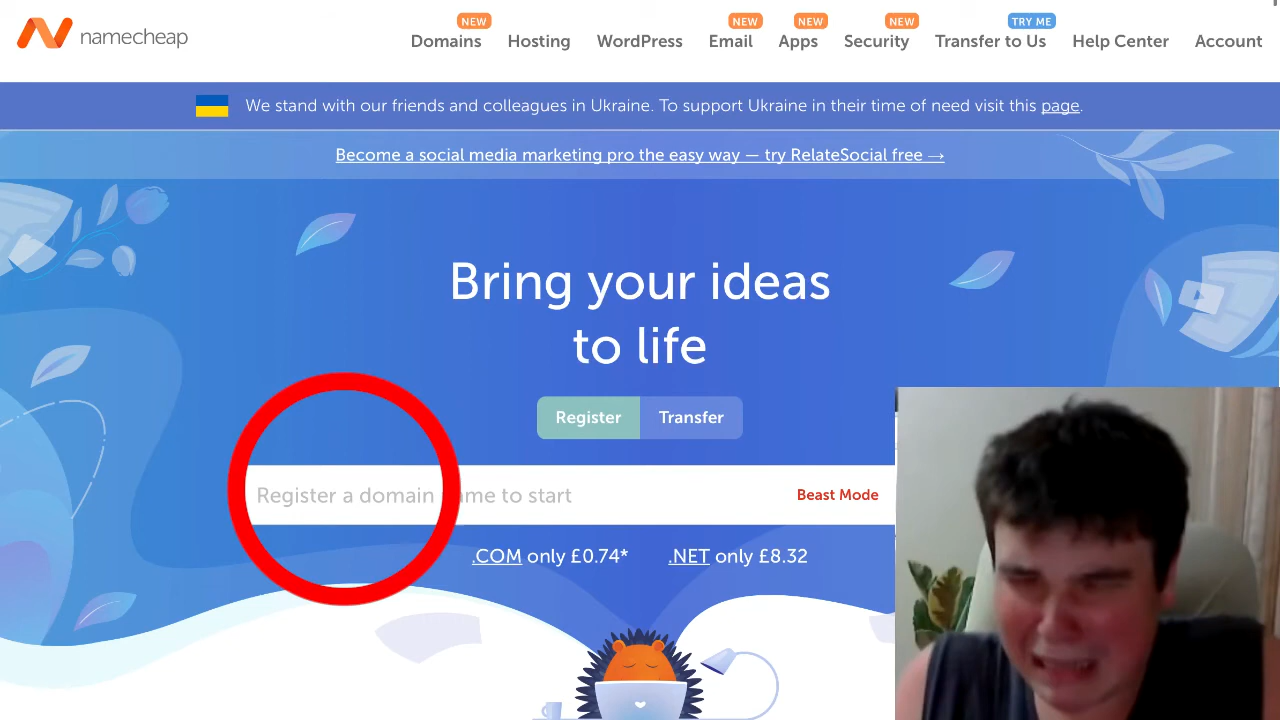 NEW
NEW
NEW
NEW
TRY ME
namecheap
Domains
Hosting
WordPress
Email
Apps
Security
Transfer to Us
Help Center
Account
We stand with our friends and colleagues in Ukraine. To support Ukraine in their time of need visit this page.
Become a social media marketing pro the easy way — try RelateSocial free →
Bring your ideas
to life
Register
Transfer
Register a domain name to start
Beast Mode
.COM only £0.74*
.NET only £8.32